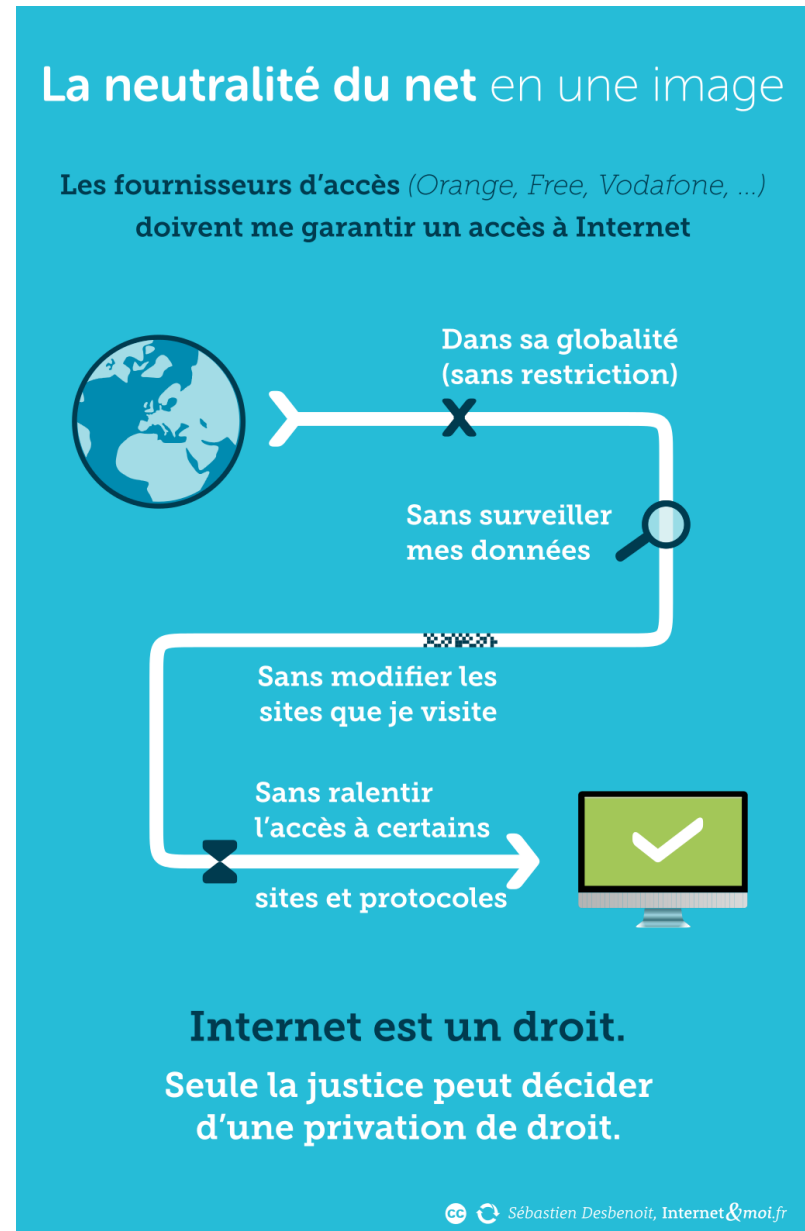 La neutralité du net en une image
Les fournisseurs d’accès (Orange, Free, Vodafone, ...)
doivent me garantir un accès à Internet
Dans sa globalité
(sans restriction)
Sans surveiller
mes données
Sans modifier les
sites que je visite
Sans ralentir
l’accès à certains
sites et protocoles
Internet est un droit.
Seule la justice peut décider
d’une privation de droit.
cc Sébastien Desbenoit, Internet&moi.fr